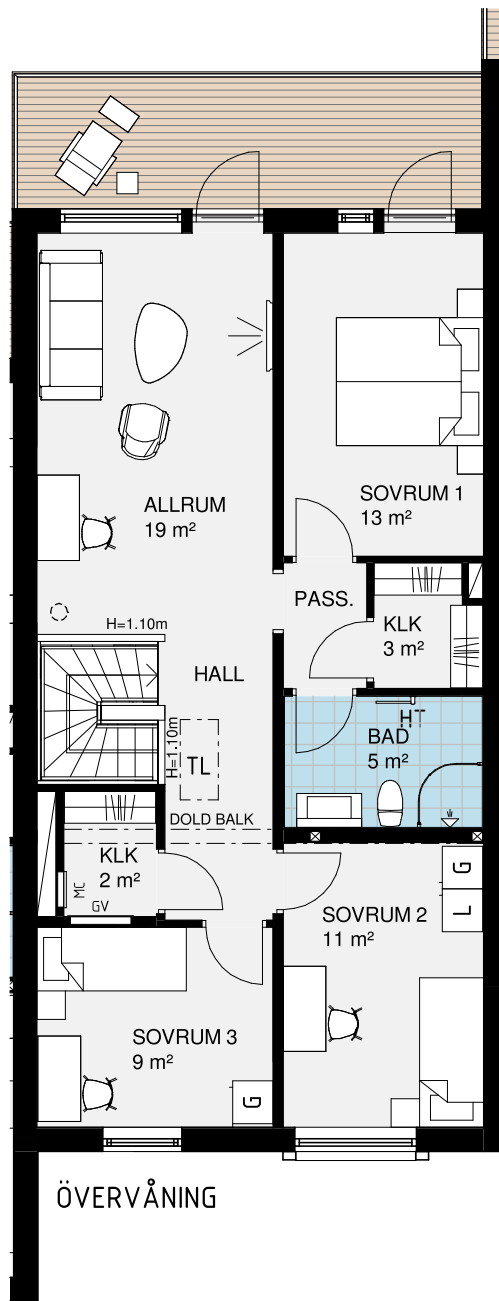 ALLRUM
19 m²
SOVRUM 1
13 m²
PASS.
H=1.10m
KLK
3 m²
HALL
H=1.10m
HT
BAD
5 m²
TL
DOLD BALK
KLK
2 m²
MC
GV
G
L
SOVRUM 2
11 m²
SOVRUM 3
9 m²
G
ÖVERVÅNING